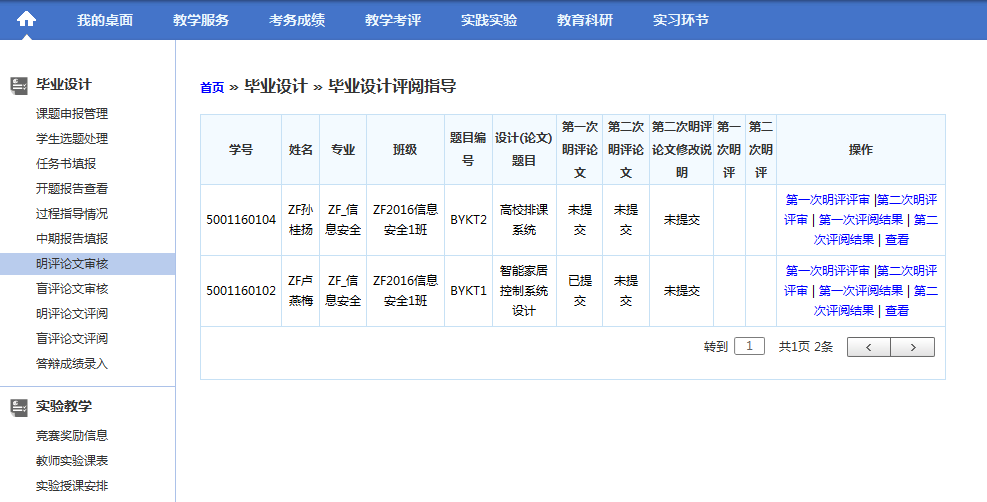 我的桌面 教学服务 考务成绩 教学考评 实践实验 教育科研 实习环节
毕业设计
课题申报管理
学生选题处理
任务书填报
开题报告查看
过程指导情况
中期报告填报
明评论文审核
盲评论文审核
明评论文评阅
盲评论文评阅
答辩成绩录入
实验教学
竞赛奖励信息
教师实验课表
实验授课安排
首页 » 毕业设计 » 毕业设计评阅指导
学号 姓名 专业 班级 题目编号 设计(论文)题目 第一次明评论文 第二次明评论文 第二次明评论文修改说明 第一次明评 第二次明评 操作
5001160104 ZF孙桂扬 ZF_信息安全 ZF2016信息安全1班 BYKT2 高校排课系统 未提交 未提交 未提交 第一次明评评审 |第二次明评评审 | 第一次评阅结果 | 第二次评阅结果 | 查看
5001160102 ZF卢燕梅 ZF_信息安全 ZF2016信息安全1班 BYKT1 智能家居控制系统设计 已提交 未提交 未提交 第一次明评评审 |第二次明评评审 | 第一次评阅结果 | 第二次评阅结果 | 查看
转到 1 共1页 2条 < >